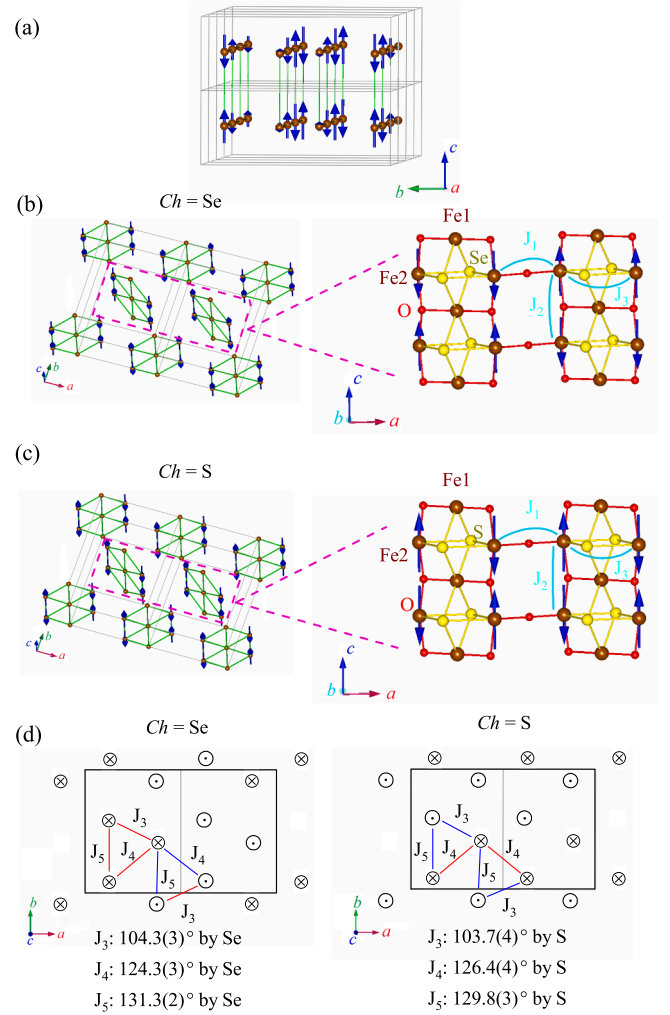 (a)
c
b
a
(b)
Ch = Se
Fe1
J1
Se
Fe2
J2
J3
O
c
b
a
c
b
a
(c)
Ch = S
Fe1
J1
S
Fe2
J2
J3
O
c
b
a
c
b
a
(d)
Ch = Se
Ch = S
J3
J5
J4
J4
J5
J3
J3
J5
J4
J4
J5
J3
b
c
a
b
c
a
J3: 104.3(3)° by Se
J4: 124.3(3)° by Se
J5: 131.3(2)° by Se
J3: 103.7(4)° by S
J4: 126.4(4)° by S
J5: 129.8(3)° by S